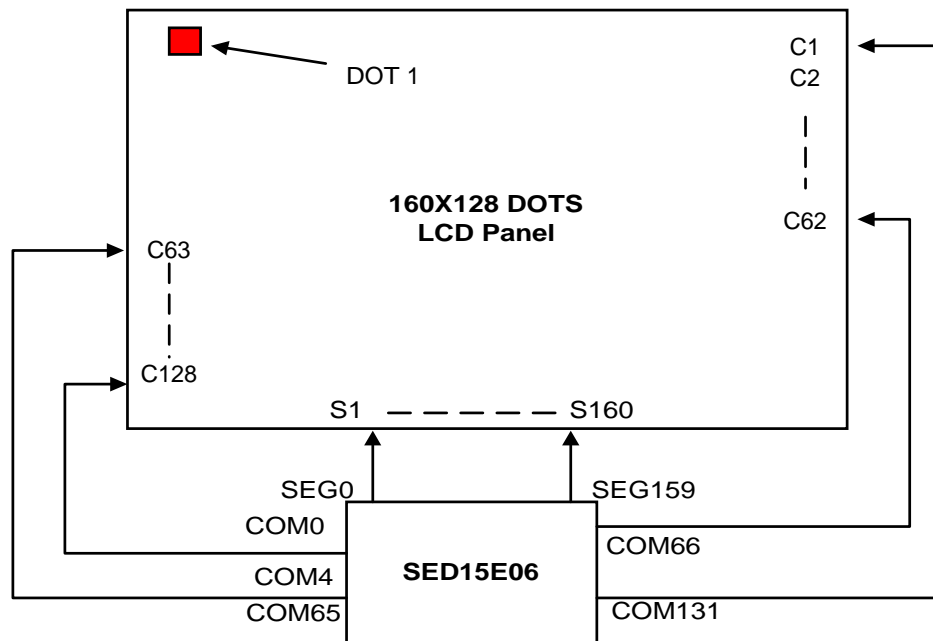 C1
DOT 1
C2
160X128 DOTS
LCD Panel
C62
C63
C128
S1
S160
SEG0
SEG159
COM0
COM66
COM4
SED15E06
COM65
COM131